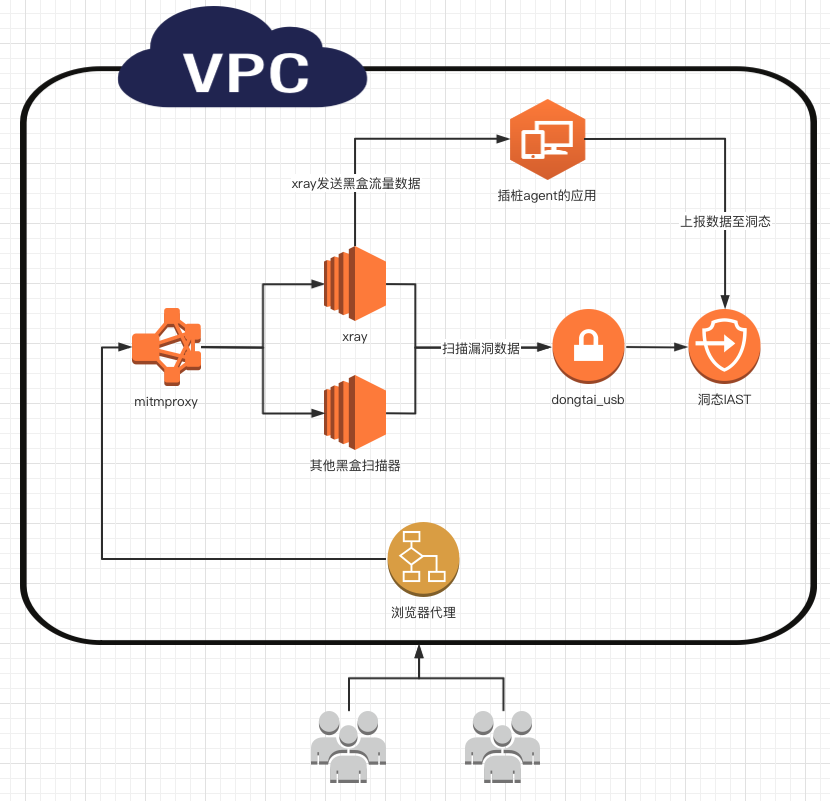 VPC
xray发送黑盒流量数据
插桩agent的应用
上报数据至洞态
xray
mitmproxy
扫描漏洞数据
dongtai_usb
洞态IAST
其他黑盒扫描器
浏览器代理